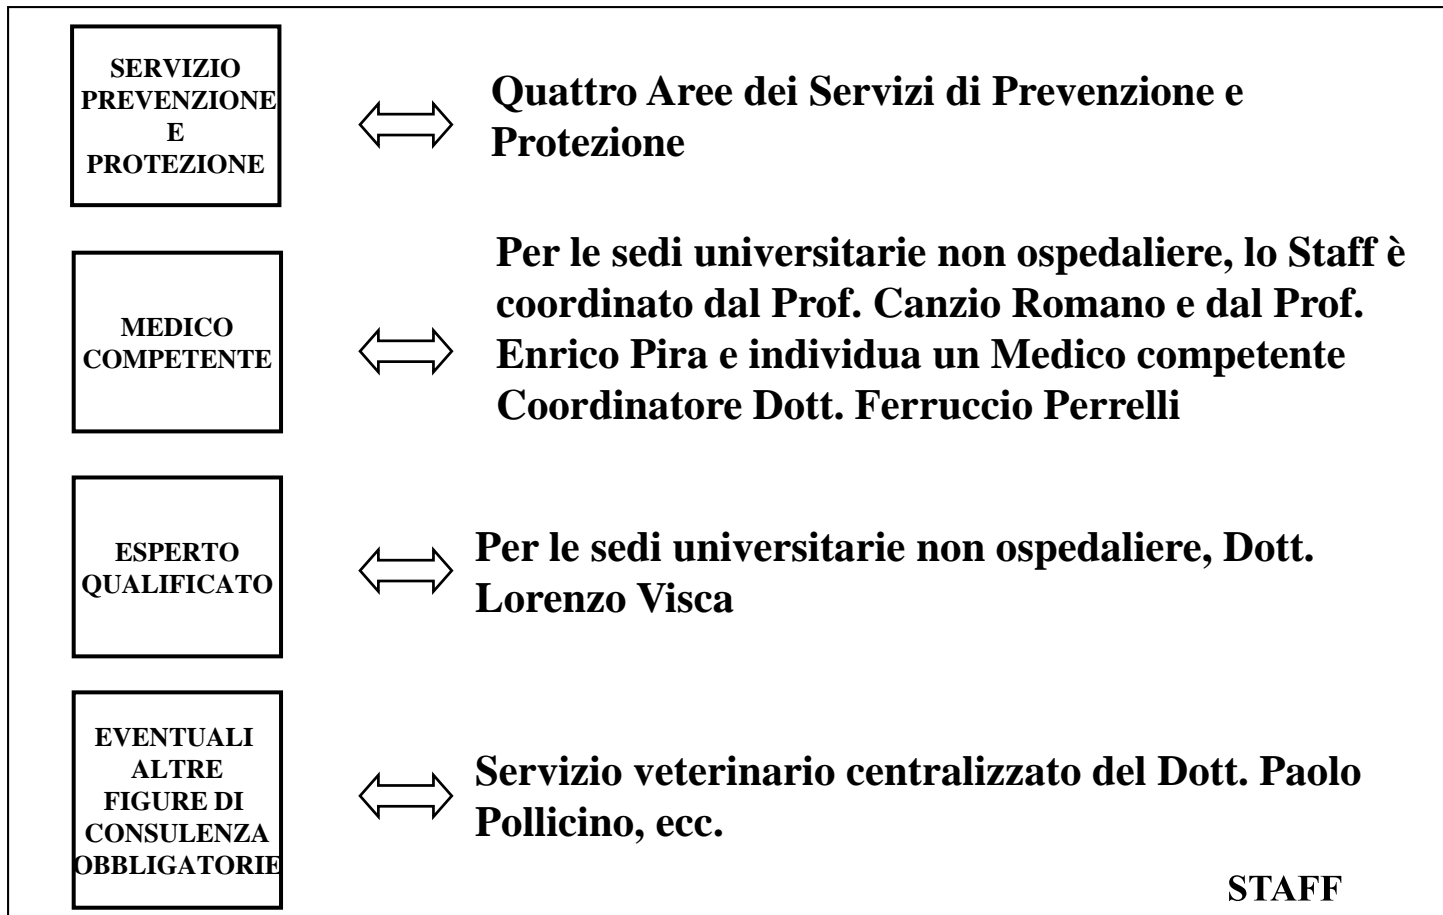 SERVIZIO
PREVENZIONE
E
PROTEZIONE
Quattro Aree dei Servizi di Prevenzione e
Protezione
MEDICO
COMPETENTE
Per le sedi universitarie non ospedaliere, lo Staff è
coordinato dal Prof. Canzio Romano e dal Prof.
Enrico Pira e individua un Medico competente
Coordinatore Dott. Ferruccio Perrelli
ESPERTO
QUALIFICATO
Per le sedi universitarie non ospedaliere, Dott.
Lorenzo Visca
EVENTUALI
ALTRE
FIGURE DI
CONSULENZA
OBBLIGATORIE
Servizio veterinario centralizzato del Dott. Paolo
Pollicino, ecc.
STAFF